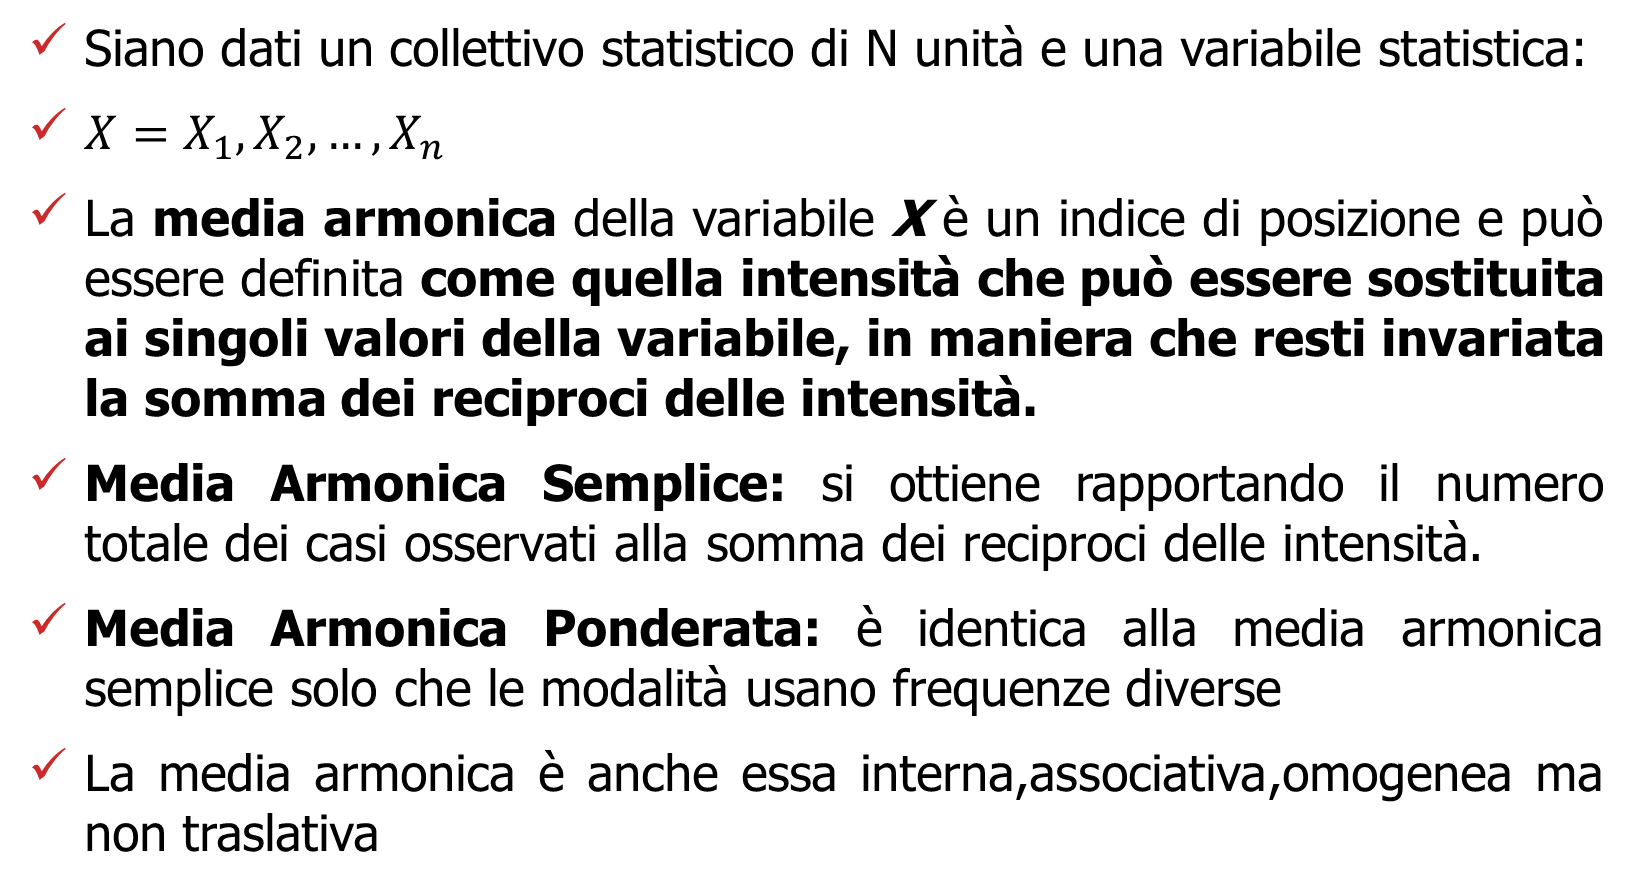 ✓ Siano dati un collettivo statistico di N unità e una variabile statistica:
✓ X = X₁, X₂, … , Xₙ
✓ La media armonica della variabile X è un indice di posizione e può
essere definita come quella intensità che può essere sostituita
ai singoli valori della variabile, in maniera che resti invariata
la somma dei reciproci delle intensità.
✓ Media Armonica Semplice: si ottiene rapportando il numero
totale dei casi osservati alla somma dei reciproci delle intensità.
✓ Media Armonica Ponderata: è identica alla media armonica
semplice solo che le modalità usano frequenze diverse
✓ La media armonica è anche essa interna,associativa,omogenea ma
non traslativa